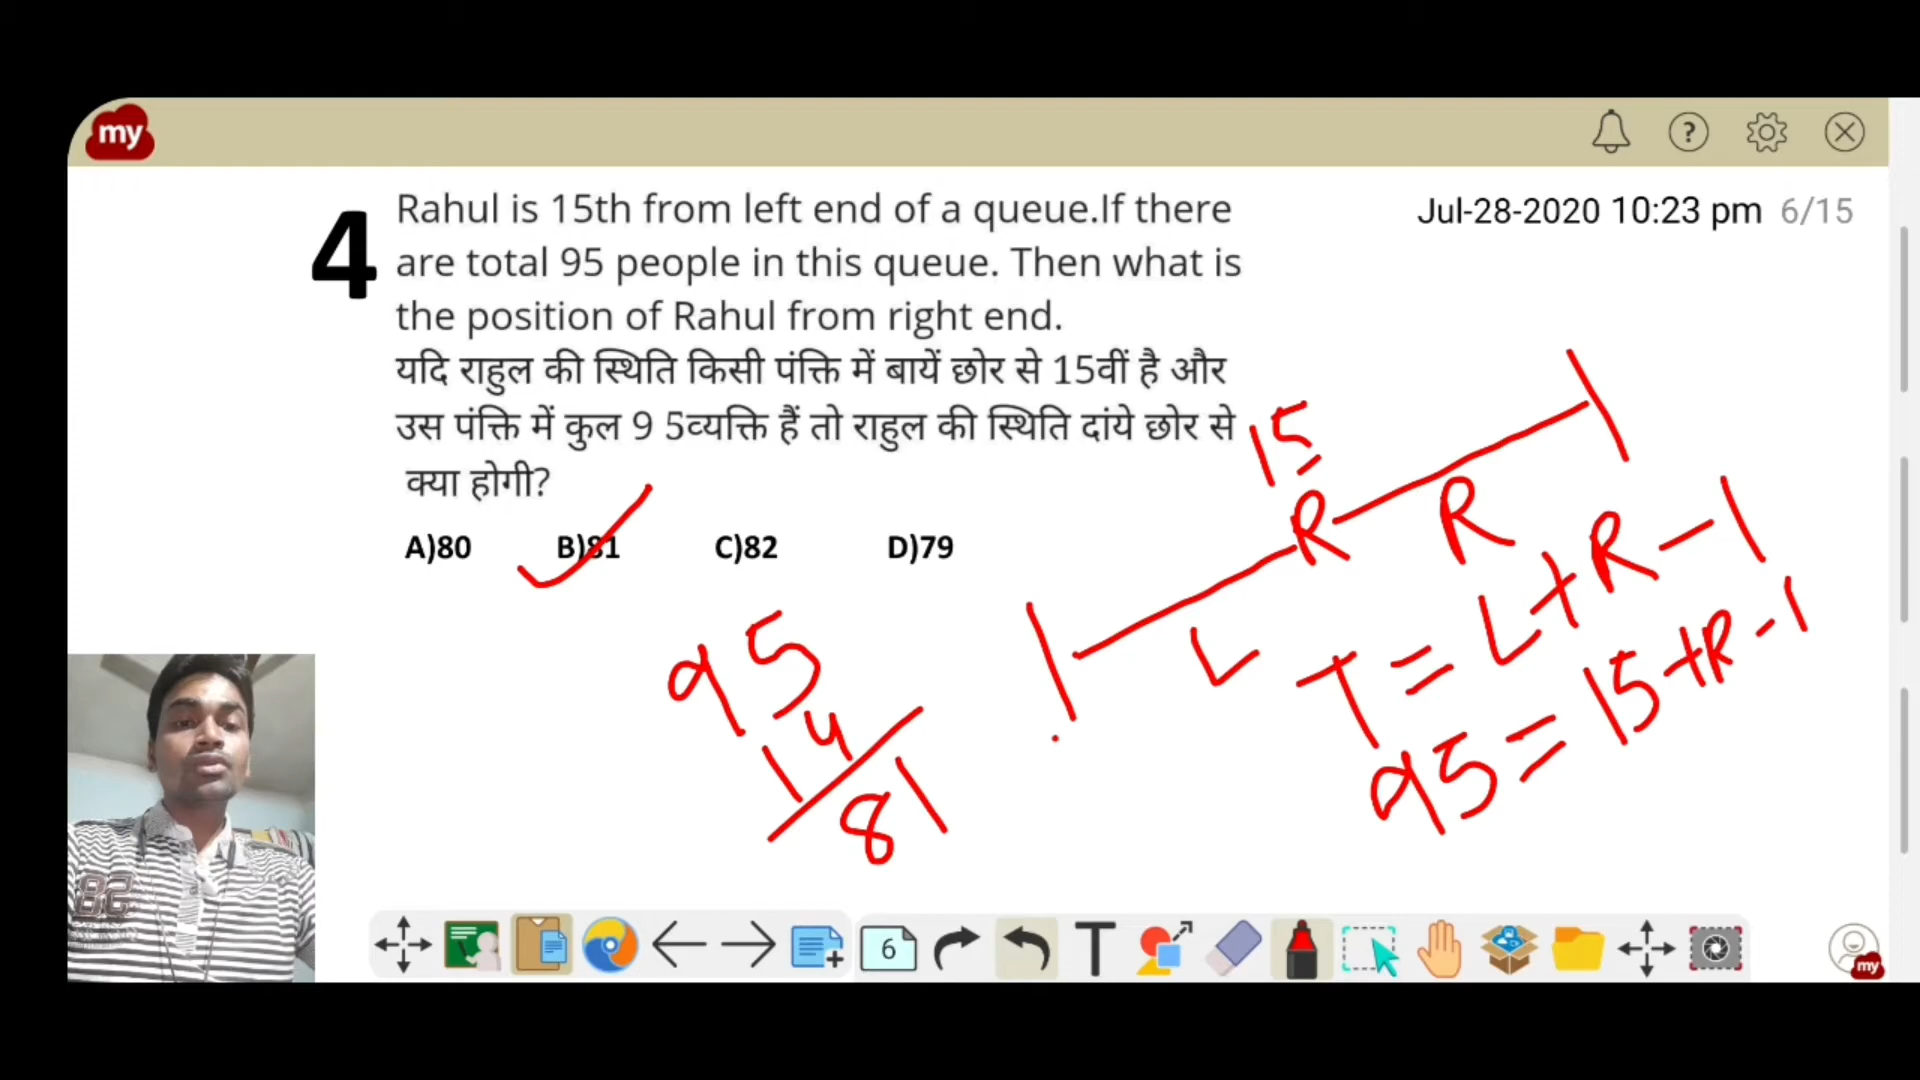 my
Rahul is 15th from left end of a queue.If there
Jul-28-2020 10:23 pm 6/15
4
are total 95 people in this queue. Then what is
the position of Rahul from right end.
यदि राहुल की स्थिति किसी पंक्ति में बायें छोर से 15वीं है और
उस पंक्ति में कुल 9 5व्यक्ति हैं तो राहुल की स्थिति दांये छोर से
क्या होगी?
A)80 B)81 C)82 D)79
15
R
R
L
T = L+R-1
95 = 15+R-1
95
14
81
82
6
T
my